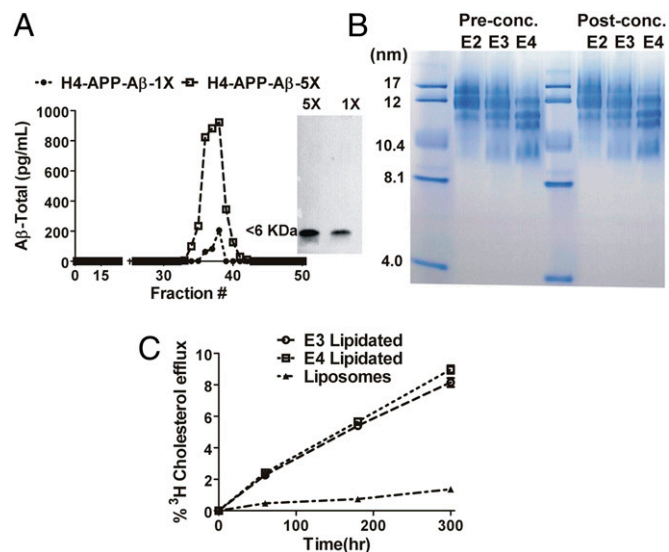 A
H4-APP-Aβ-1X H4-APP-Aβ-5X
Aβ-Total (pg/mL)
1000
800
600
400
200
0
0 15 30 40 50
Fraction #
5X 1X
<6 KDa
B
Pre-conc. Post-conc.
(nm) E2 E3 E4 E2 E3 E4
17
12
10.4
8.1
4.0
C
E3 Lipidated
E4 Lipidated
Liposomes
% ³H Cholesterol efflux
10
8
6
4
2
0
0 100 200 300
Time(hr)